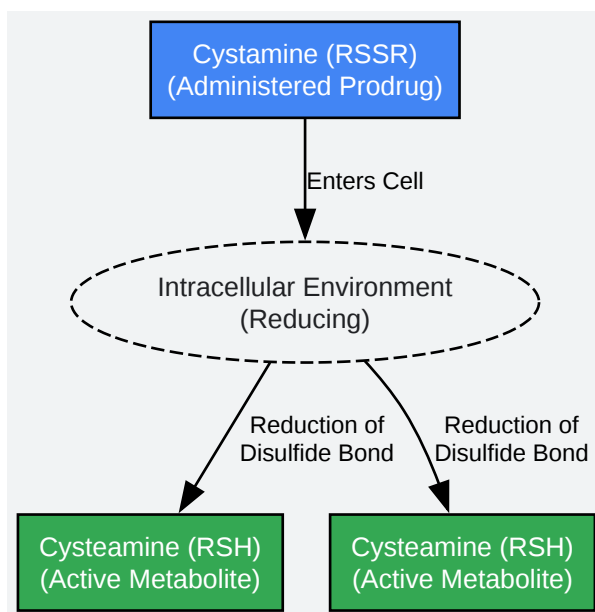 Cystamine (RSSR)
(Administered Prodrug)
Enters Cell
Intracellular Environment
(Reducing)
Reduction of
Disulfide Bond
Reduction of
Disulfide Bond
Cysteamine (RSH)
(Active Metabolite)
Cysteamine (RSH)
(Active Metabolite)